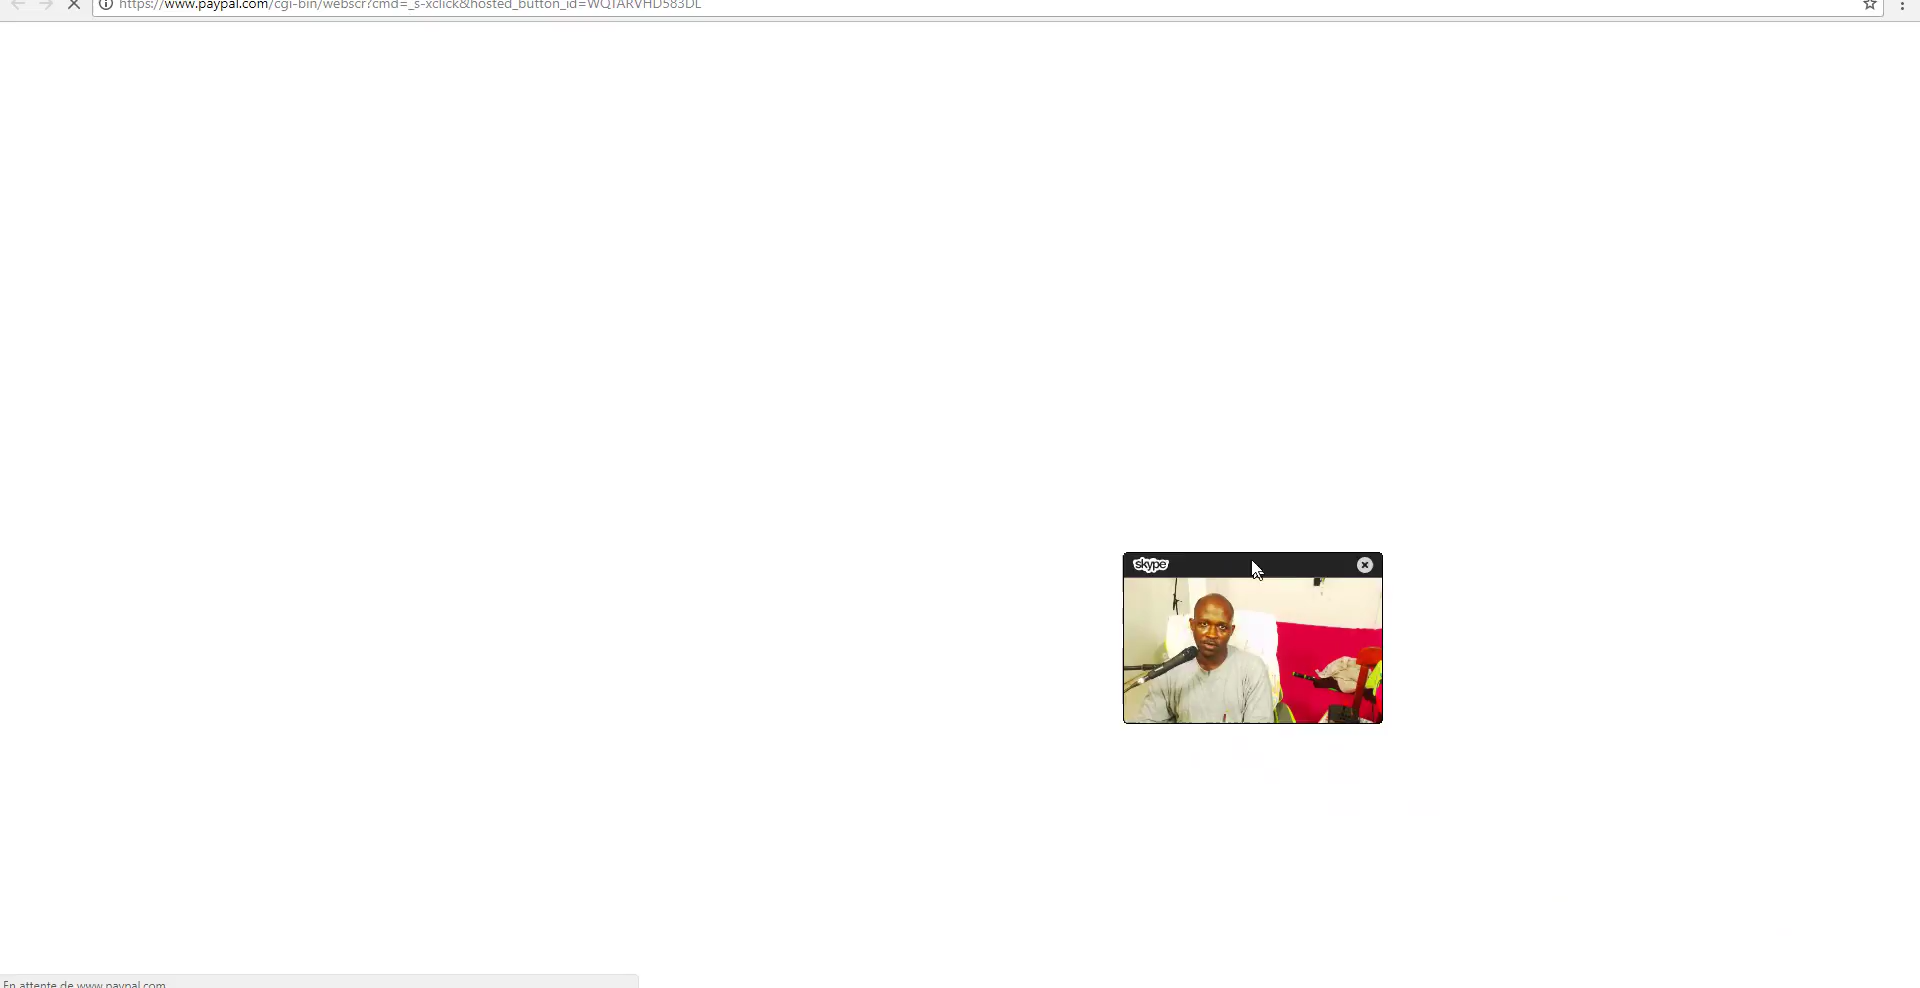 https://www.paypal.com/cgi-bin/webscr?cmd=_s-xclick&hosted_button_id=WQTARVHD583DL
skype
En attente de www.paypal.com